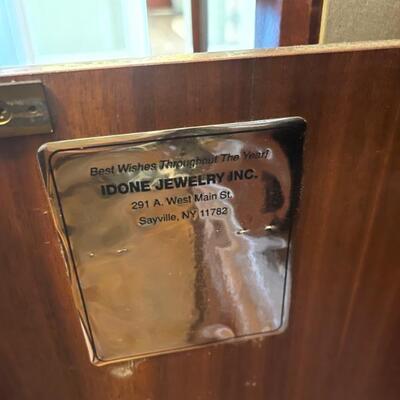 Best Wishes Throughout The Year!
IDONE JEWELRY INC.
291 A. West Main St.
Sayville, NY 11782